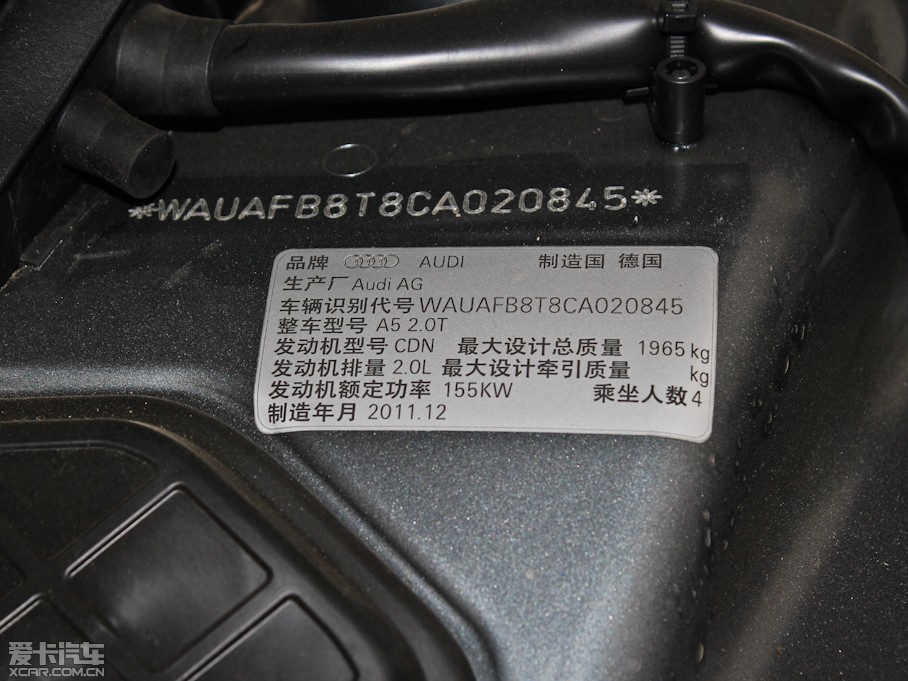 *WAUAFB8T8CA020845*
品牌 AUDI 制造国 德国
生产厂 Audi AG
车辆识别代号 WAUAFB8T8CA020845
整车型号 A5 2.0T
发动机型号 CDN 最大设计总质量 1965 kg
发动机排量 2.0L 最大设计牵引质量 kg
发动机额定功率 155KW 乘坐人数 4
制造年月 2011.12
爱卡汽车
XCAR.COM.CN